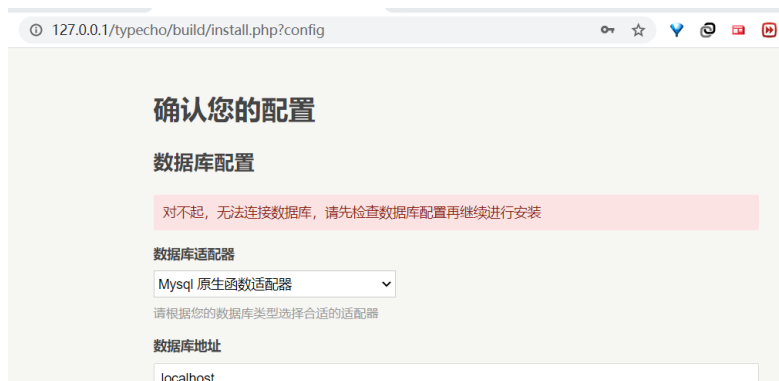 127.0.0.1/typecho/build/install.php?config
确认您的配置
数据库配置
对不起，无法连接数据库，请先检查数据库配置再继续进行安装
数据库适配器
Mysql 原生函数适配器
请根据您的数据库类型选择合适的适配器
数据库地址
localhost